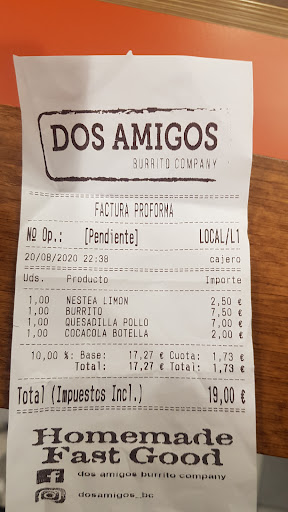 DOS AMIGOS
BURRITO COMPANY
FACTURA PROFORMA
Nº Op.: [Pendiente] LOCAL/L1
20/08/2020 22:38 cajero
Uds. Producto Importe
1,00 NESTEA LIMON 2,50 €
1,00 BURRITO 7,50 €
1,00 QUESADILLA POLLO 7,00 €
1,00 COCACOLA BOTELLA 2,00 €
10,00 %: Base: 17,27 € Cuota: 1,73 €
Total: 17,27 € Total: 1,73 €
Total (Impuestos Incl.) 19,00 €
Homemade
Fast Good
dos amigos burrito company
dosamigos_bc